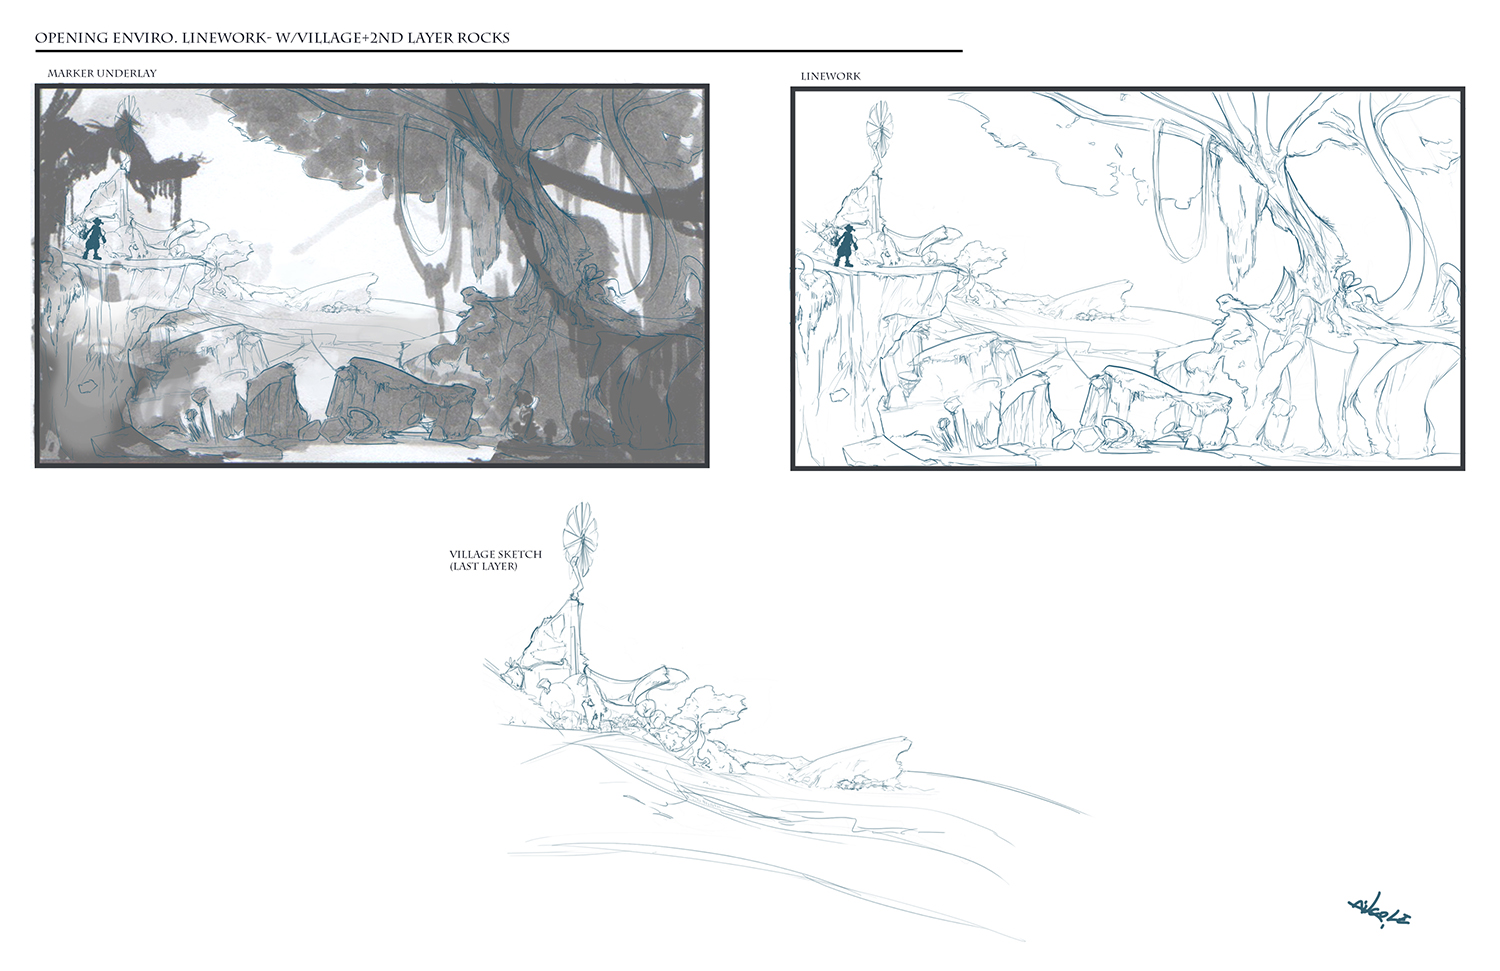 OPENING ENVIRO. LINEWORK- W/VILLAGE+2ND LAYER ROCKS
MARKER UNDERLAY
LINEWORK
VILLAGE SKETCH
(LAST LAYER)